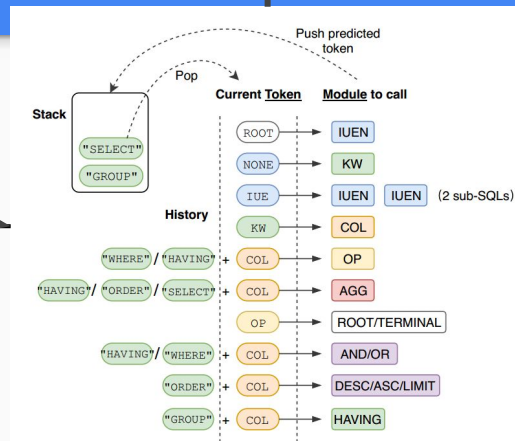 Push predicted
token
Pop
Current Token
Module to call
Stack
"SELECT"
"GROUP"
ROOT
IUEN
NONE
KW
IUE
IUEN
IUEN
(2 sub-SQLs)
History
KW
COL
"WHERE" / "HAVING" + COL
OP
"HAVING" / "ORDER" / "SELECT" + COL
AGG
OP
ROOT/TERMINAL
"HAVING" / "WHERE" + COL
AND/OR
"ORDER" + COL
DESC/ASC/LIMIT
"GROUP" + COL
HAVING